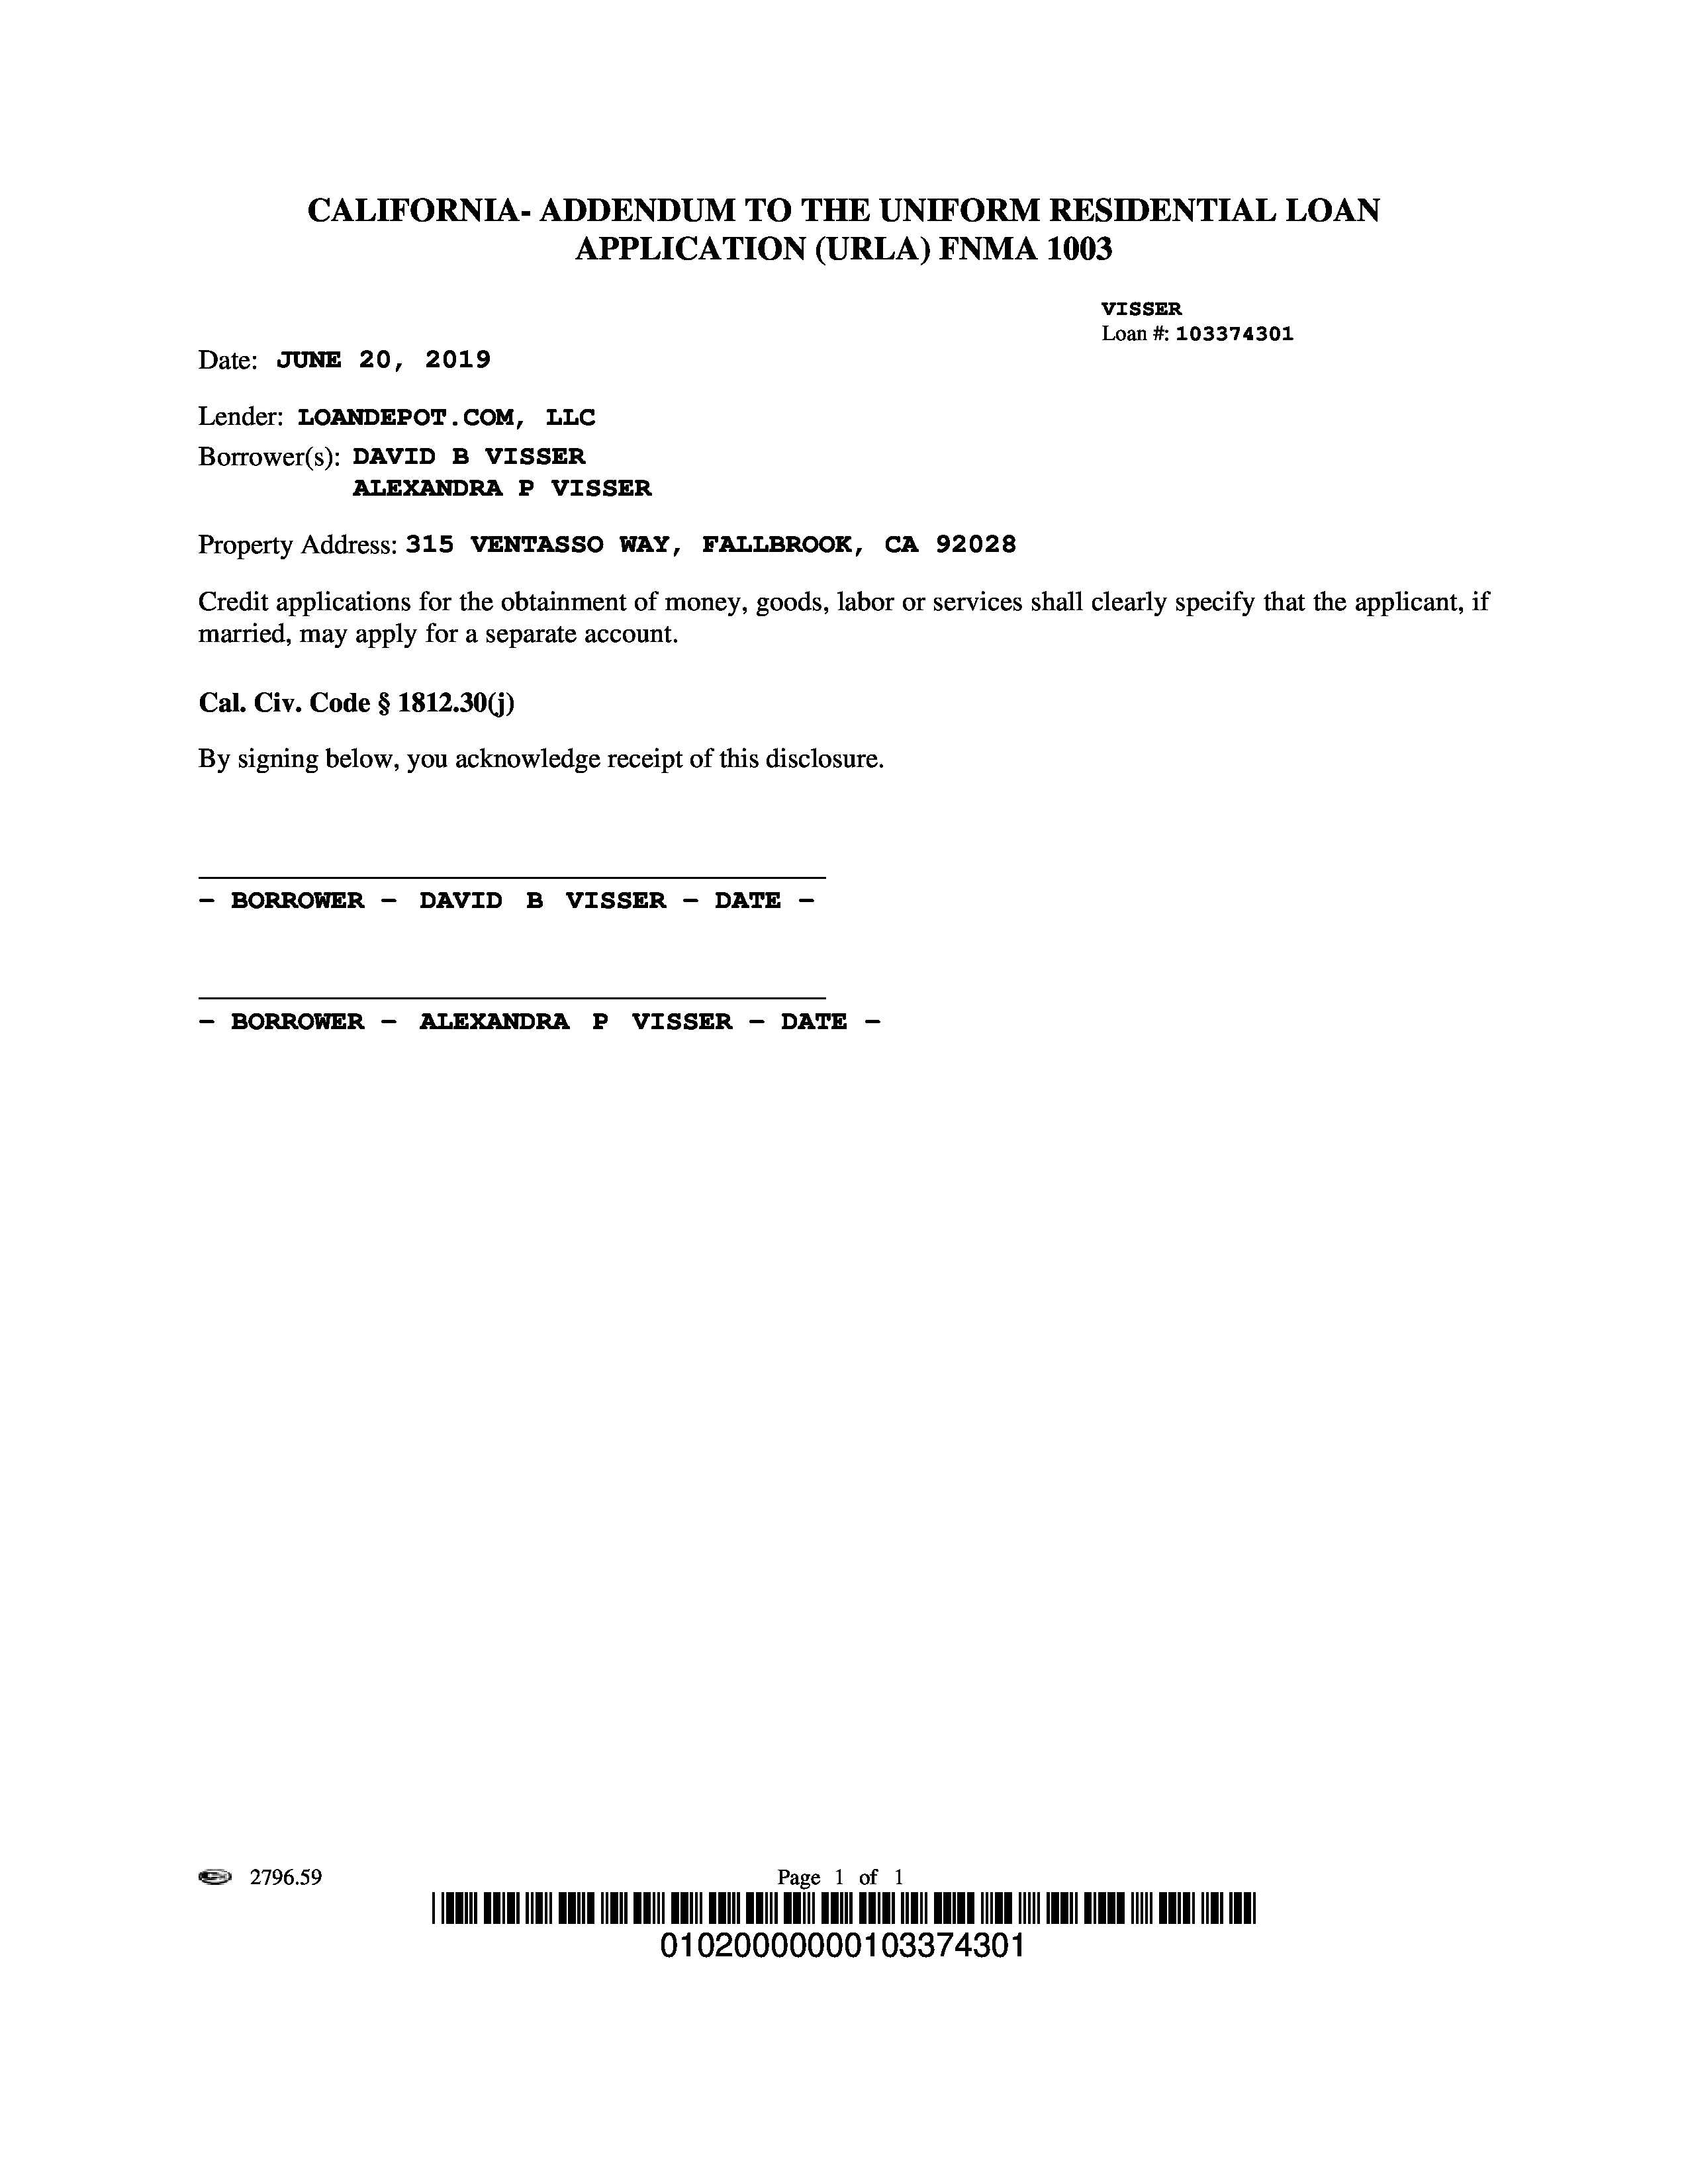 CALIFORNIA- ADDENDUM TO THE UNIFORM RESIDENTIAL LOAN
APPLICATION (URLA) FNMA 1003
VISSER
Loan #: 103374301
Date: JUNE 20, 2019
Lender: LOANDEPOT.COM, LLC
Borrower(s): DAVID B VISSER
ALEXANDRA P VISSER
Property Address: 315 VENTASSO WAY, FALLBROOK, CA 92028
Credit applications for the obtainment of money, goods, labor or services shall clearly specify that the applicant, if
married, may apply for a separate account.
Cal. Civ. Code § 1812.30(j)
By signing below, you acknowledge receipt of this disclosure.
– BORROWER – DAVID B VISSER – DATE –
– BORROWER – ALEXANDRA P VISSER – DATE –
2796.59 Page 1 of 1
01020000000103374301